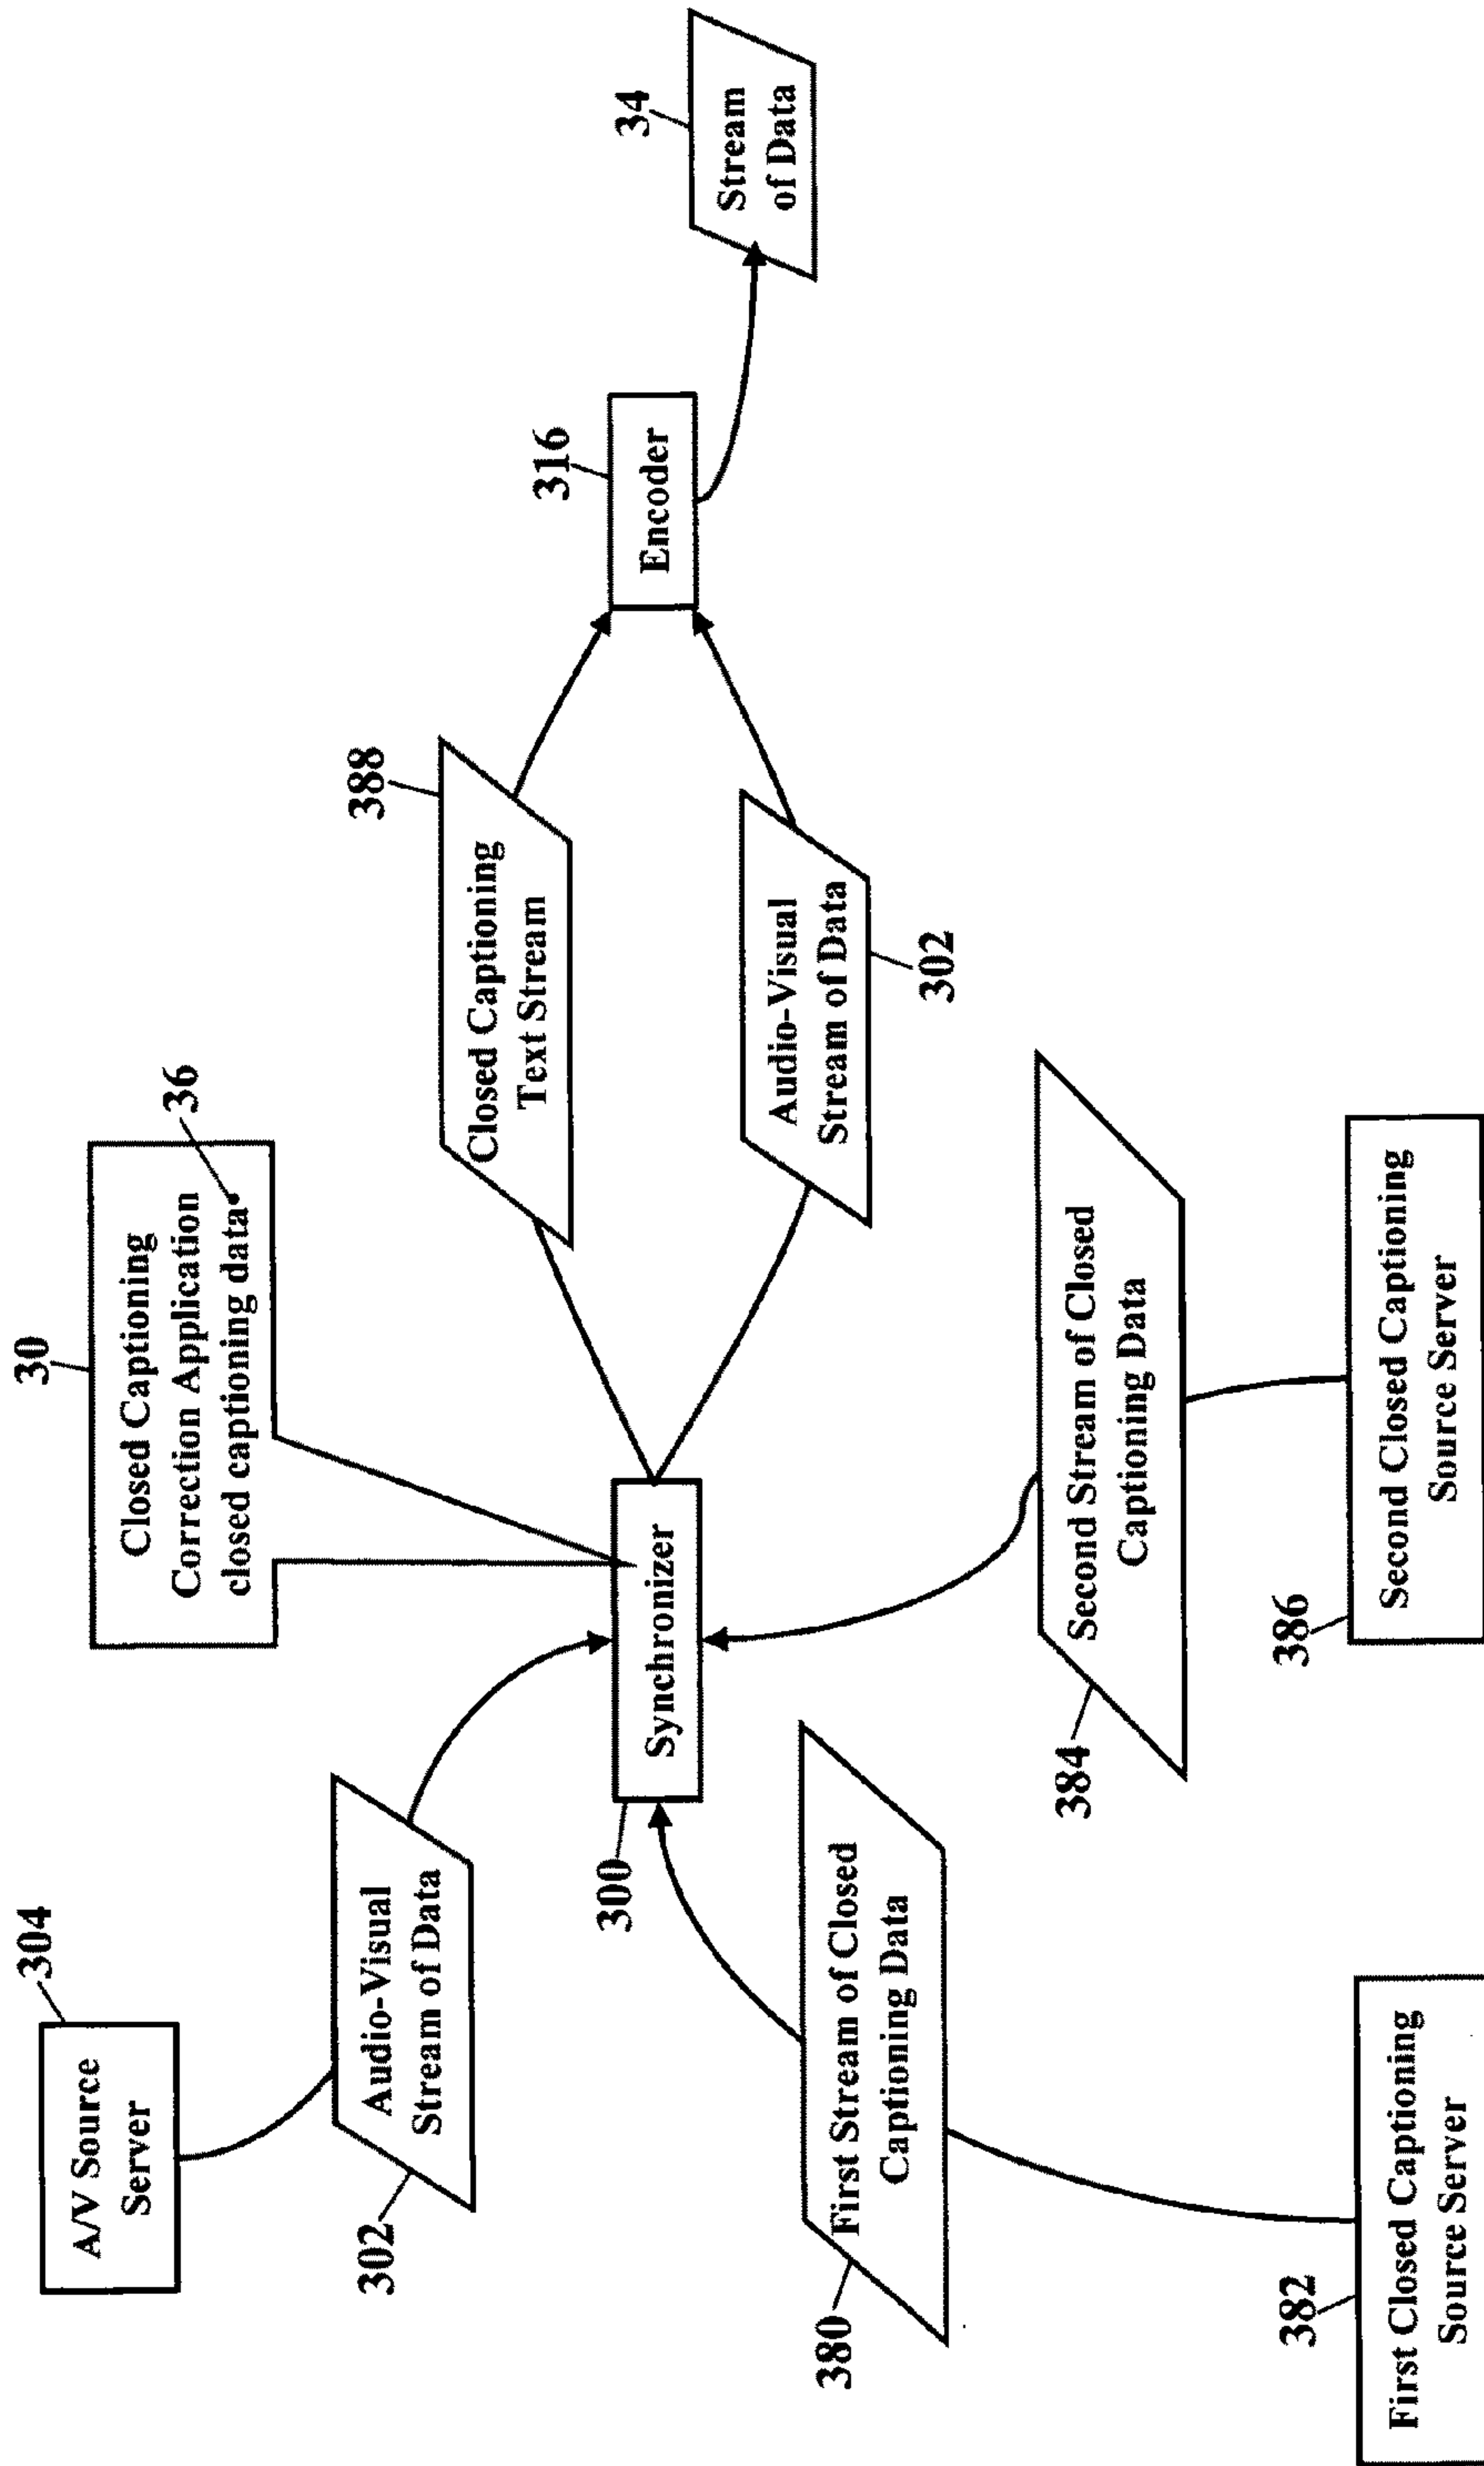 304
A/V Source
Server
302
Audio-Visual
Stream of Data
30
Closed Captioning
Correction Application
closed captioning data•
36
300
Synchronizer
380
First Stream of Closed
Captioning Data
382
First Closed Captioning
Source Server
384
Second Stream of Closed
Captioning Data
386
Second Closed Captioning
Source Server
388
Closed Captioning
Text Stream
Audio-Visual
Stream of Data
302
316
Encoder
34
Stream
of Data